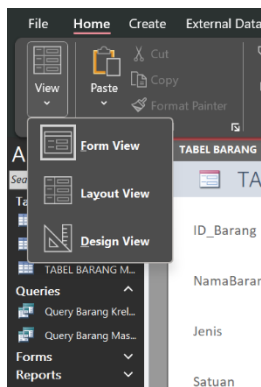 File Home Create External Data
View
Paste
Cut
Copy
Format Painter
TABEL BARANG
Form View
Layout View
Design View
TABEL BARANG M...
Queries
Query Barang Krel...
Query Barang Mas...
Forms
Reports
ID_Barang
NamaBaran
Jenis
Satuan